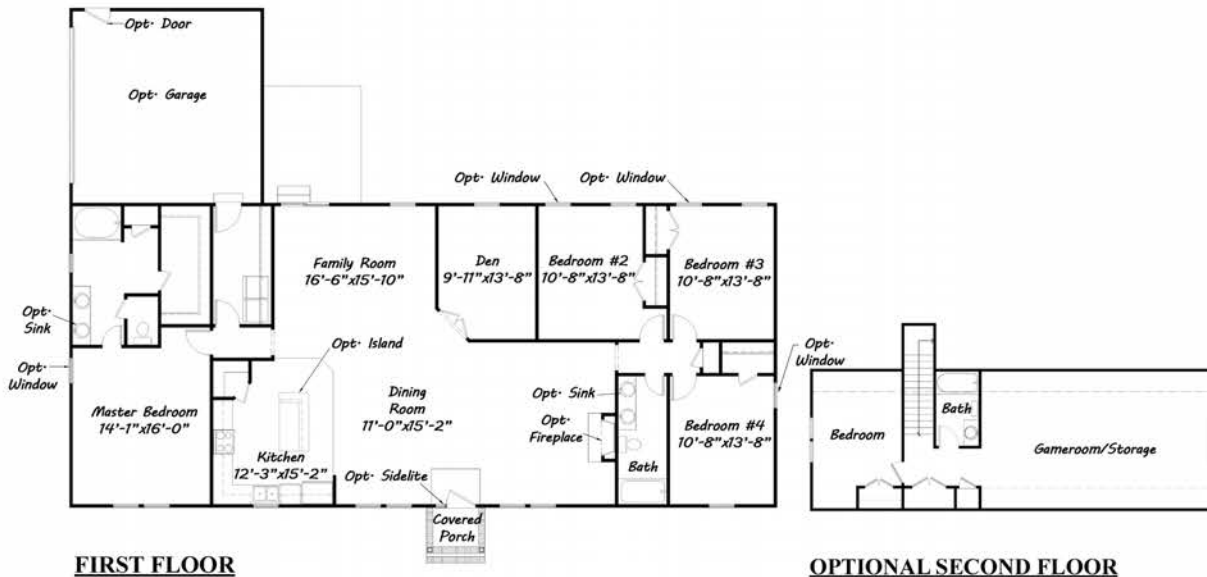 Opt. Door
Opt. Garage
Opt. Window
Opt. Window
Family Room
16'-6"x15'-10"
Den
9'-11"x13'-8"
Bedroom #2
10'-8"x13'-8"
Bedroom #3
10'-8"x13'-8"
Opt.
Sink
Opt.
Window
Opt. Island
Master Bedroom
14'-1"x16'-0"
Dining
Room
11'-0"x15'-2"
Kitchen
12'-3"x15'-2"
Opt. Sink
Opt.
Fireplace
Bath
Opt.
Window
Bedroom #4
10'-8"x13'-8"
Opt. Sidelite
Covered
Porch
FIRST FLOOR
Bedroom
Bath
Gameroom/Storage
OPTIONAL SECOND FLOOR